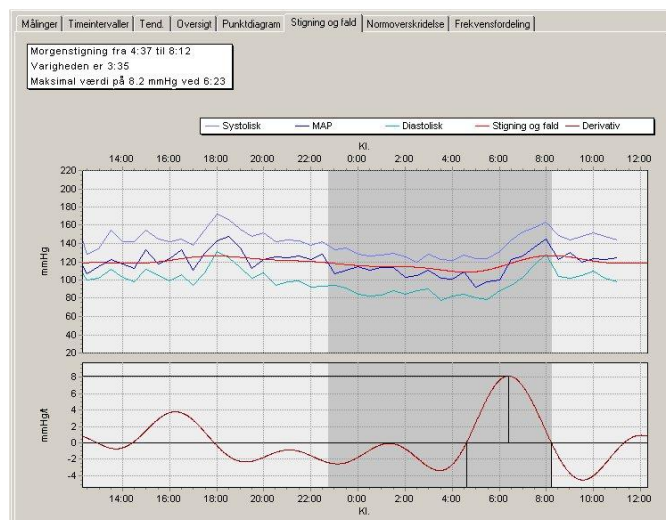 Målinger Timeintervaller Tend. Oversigt Punktdiagram Stigning og fald Normoverskridelse Frekvensfordeling
Morgenstigning fra 4:37 til 8:12
Varigheden er 3:35
Maksimal værdi på 8.2 mmHg ved 6:23
Systolisk MAP Diastolisk Stigning og fald Derivativ
Kl.
14:00 16:00 18:00 20:00 22:00 0:00 2:00 4:00 6:00 8:00 10:00 12:00
220
200
180
160
140
120
100
80
60
40
20
mmHg
8
6
4
2
0
-2
-4
mmHg/t
14:00 16:00 18:00 20:00 22:00 0:00 2:00 4:00 6:00 8:00 10:00 12:00
Kl.